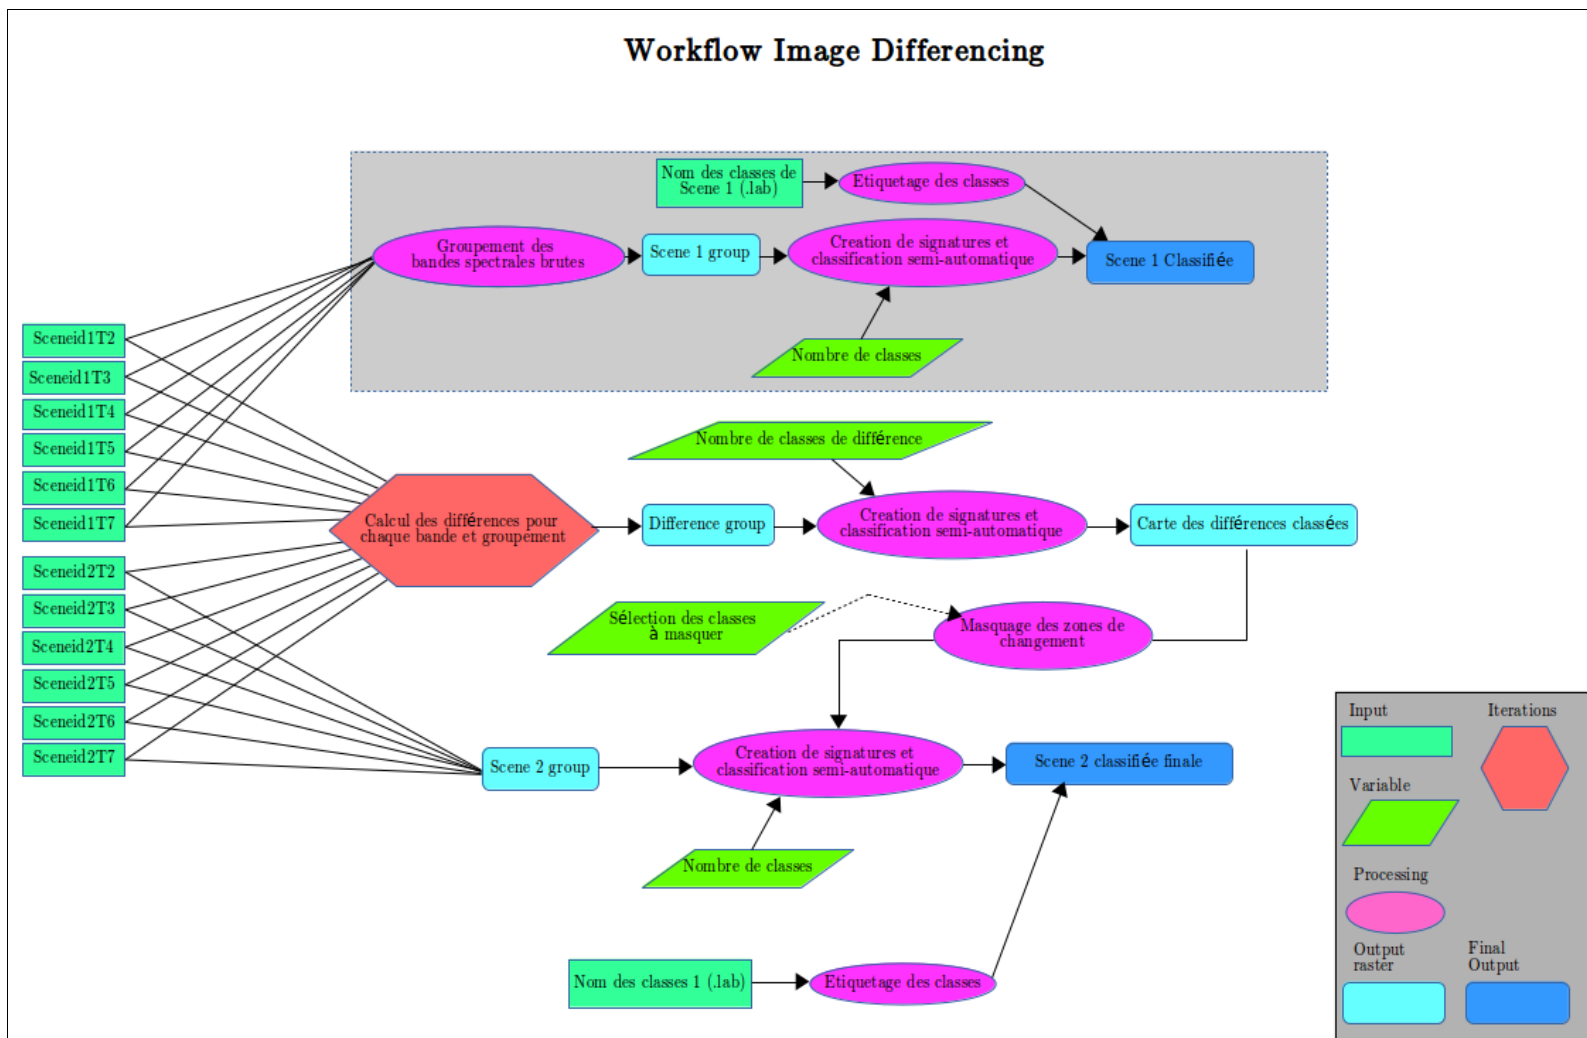 Workflow Image Differencing
Nom des classes de
Scene 1 (.lab)
Etiquetage des classes
Groupement des
bandes spectrales brutes
Scene 1 group
Creation de signatures et
classification semi-automatique
Scene 1 Classifiée
Nombre de classes
Sceneid1T2
Sceneid1T3
Sceneid1T4
Sceneid1T5
Sceneid1T6
Sceneid1T7
Sceneid2T2
Sceneid2T3
Sceneid2T4
Sceneid2T5
Sceneid2T6
Sceneid2T7
Nombre de classes de différence
Calcul des différences pour
chaque bande et groupement
Difference group
Creation de signatures et
classification semi-automatique
Carte des différences classées
Sélection des classes
à masquer
Masquage des zones de
changement
Scene 2 group
Creation de signatures et
classification semi-automatique
Scene 2 classifiée finale
Nombre de classes
Nom des classes 1 (.lab)
Etiquetage des classes
Input
Iterations
Variable
Processing
Output
raster
Final
Output